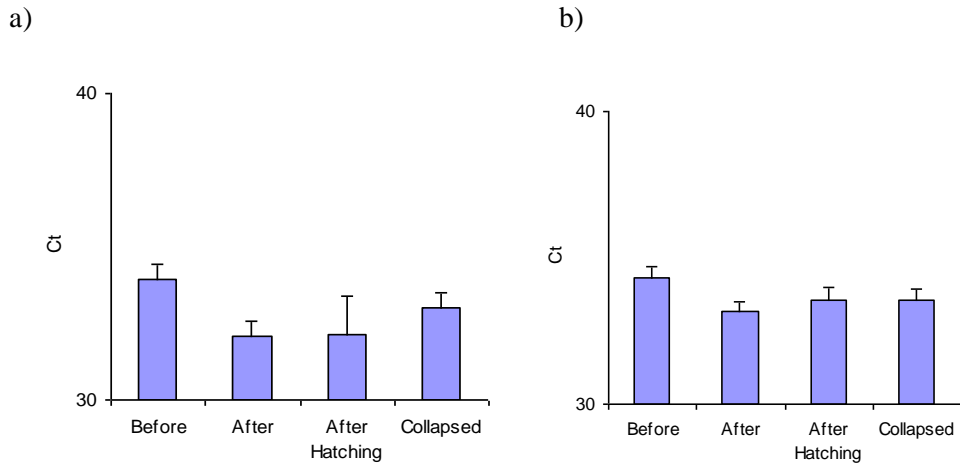 a)
40
Ct
30
Before After After Collapsed
Hatching
b)
40
Ct
30
Before After After Collapsed
Hatching